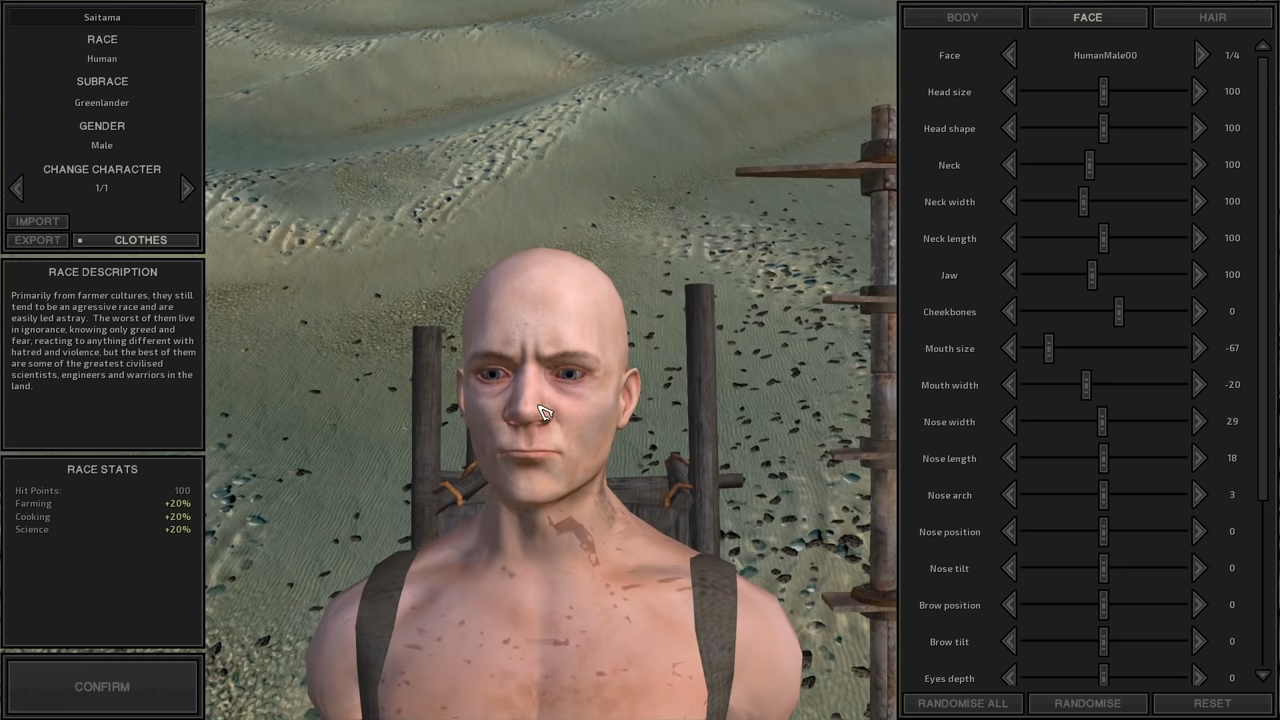 Saitama
RACE
Human
SUBRACE
Greenlander
GENDER
Male
CHANGE CHARACTER
1/1
IMPORT
EXPORT
CLOTHES
RACE DESCRIPTION
Primarily from farmer cultures, they still
tend to be an agressive race and are
easily led astray. The worst of them live
in ignorance, knowing only greed and
fear, reacting to anything different with
hatred and violence, but the best of them
are some of the greatest civilised
scientists, engineers and warriors in the
land.
RACE STATS
Hit Points: 100
Farming +20%
Cooking +20%
Science +20%
CONFIRM
BODY FACE HAIR
Face HumanMale00 1/4
Head size 100
Head shape 100
Neck 100
Neck width 100
Neck length 100
Jaw 100
Cheekbones 0
Mouth size -67
Mouth width -20
Nose width 29
Nose length 18
Nose arch 3
Nose position 0
Nose tilt 0
Brow position 0
Brow tilt 0
Eyes depth 0
RANDOMISE ALL RANDOMISE RESET